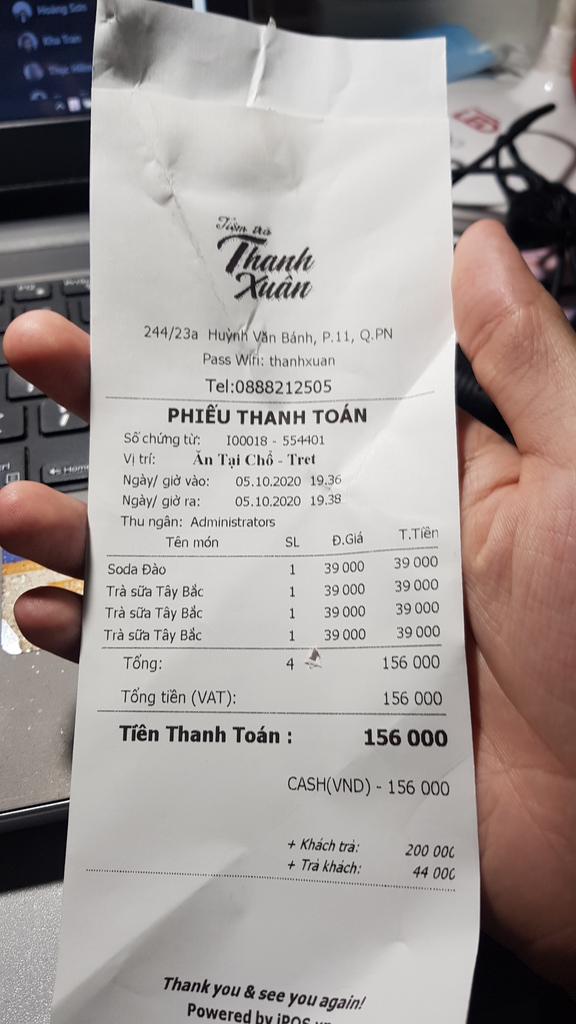 Hoàng Sơn
Kha Tran
Tiệm trà
Thanh
Xuân
244/23a Huỳnh Văn Bánh, P.11, Q.PN
Pass Wifi: thanhxuan
Tel:0888212505
PHIẾU THANH TOÁN
Số chứng từ: I00018 - 554401
Vị trí: Ăn Tại Chỗ - Tret
Ngày/ giờ vào: 05.10.2020 19.36
Ngày/ giờ ra: 05.10.2020 19.38
Thu ngân: Administrators
Tên món SL Đ.Giá T.Tiền
Soda Đào 1 39 000 39 000
Trà sữa Tây Bắc 1 39 000 39 000
Trà sữa Tây Bắc 1 39 000 39 000
Trà sữa Tây Bắc 1 39 000 39 000
Tổng: 4 156 000
Tổng tiền (VAT): 156 000
Tiền Thanh Toán : 156 000
CASH(VND) - 156 000
+ Khách trả: 200 000
+ Trả khách: 44 000
Thank you & see you again!
Powered by iPOS